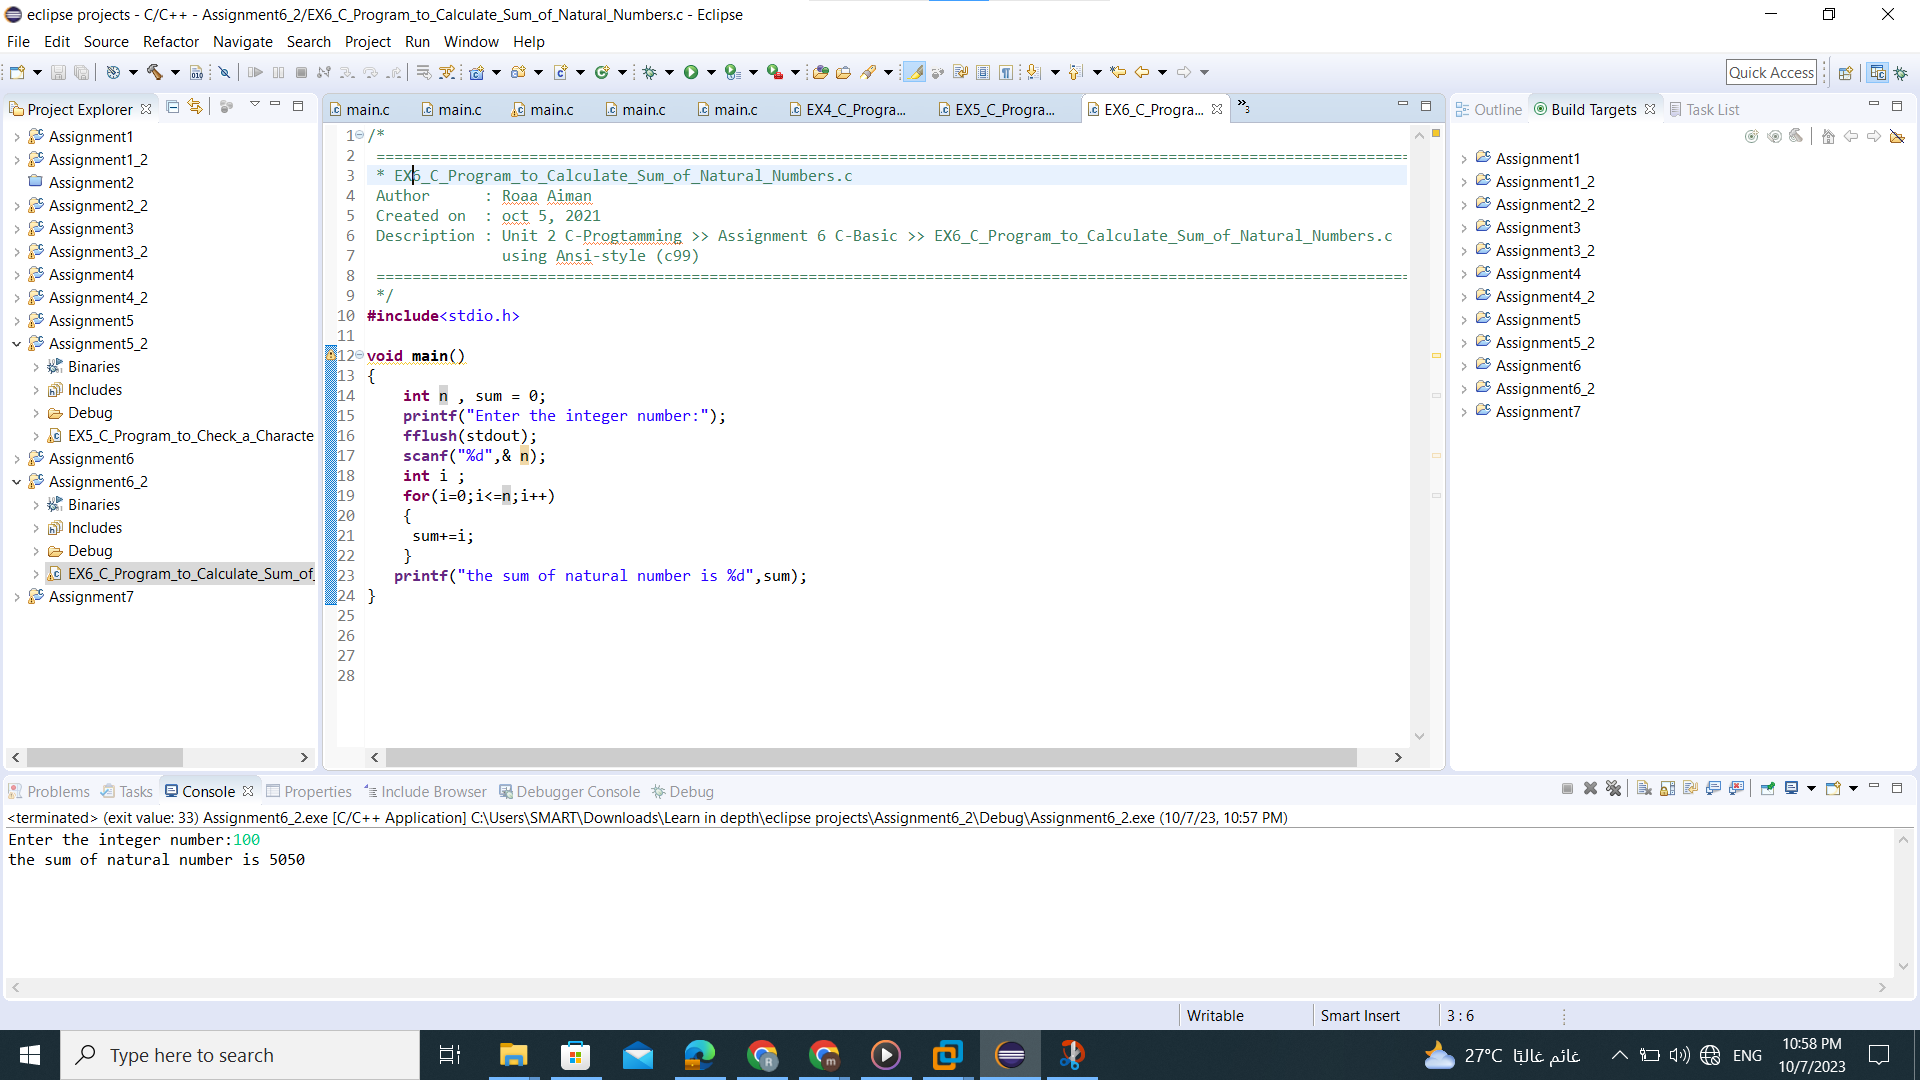 eclipse projects - C/C++ - Assignment6_2/EX6_C_Program_to_Calculate_Sum_of_Natural_Numbers.c - Eclipse
File Edit Source Refactor Navigate Search Project Run Window Help
Quick Access
Project Explorer
Assignment1
Assignment1_2
Assignment2
Assignment2_2
Assignment3
Assignment3_2
Assignment4
Assignment4_2
Assignment5
Assignment5_2
Binaries
Includes
Debug
EX5_C_Program_to_Check_a_Characte
Assignment6
Assignment6_2
Binaries
Includes
Debug
EX6_C_Program_to_Calculate_Sum_of_
Assignment7
main.c main.c main.c main.c main.c EX4_C_Progra... EX5_C_Progra... EX6_C_Progra... »3
1 /*
2 ===================================================================================================================
3 * EX6_C_Program_to_Calculate_Sum_of_Natural_Numbers.c
4 Author : Roaa Aiman
5 Created on : oct 5, 2021
6 Description : Unit 2 C-Progtamming >> Assignment 6 C-Basic >> EX6_C_Program_to_Calculate_Sum_of_Natural_Numbers.c
7 using Ansi-style (c99)
8 ===================================================================================================================
9 */
10 #include<stdio.h>
11
12 void main()
13 {
14 int n , sum = 0;
15 printf("Enter the integer number:");
16 fflush(stdout);
17 scanf("%d",& n);
18 int i ;
19 for(i=0;i<=n;i++)
20 {
21 sum+=i;
22 }
23 printf("the sum of natural number is %d",sum);
24 }
25
26
27
28
Outline Build Targets Task List
Assignment1
Assignment1_2
Assignment2_2
Assignment3
Assignment3_2
Assignment4
Assignment4_2
Assignment5
Assignment5_2
Assignment6
Assignment6_2
Assignment7
Problems Tasks Console Properties Include Browser Debugger Console Debug
<terminated> (exit value: 33) Assignment6_2.exe [C/C++ Application] C:\Users\SMART\Downloads\Learn in depth\eclipse projects\Assignment6_2\Debug\Assignment6_2.exe (10/7/23, 10:57 PM)
Enter the integer number:100
the sum of natural number is 5050
Writable Smart Insert 3 : 6
Type here to search
27°C غائم غالبًا
ENG
10:58 PM
10/7/2023